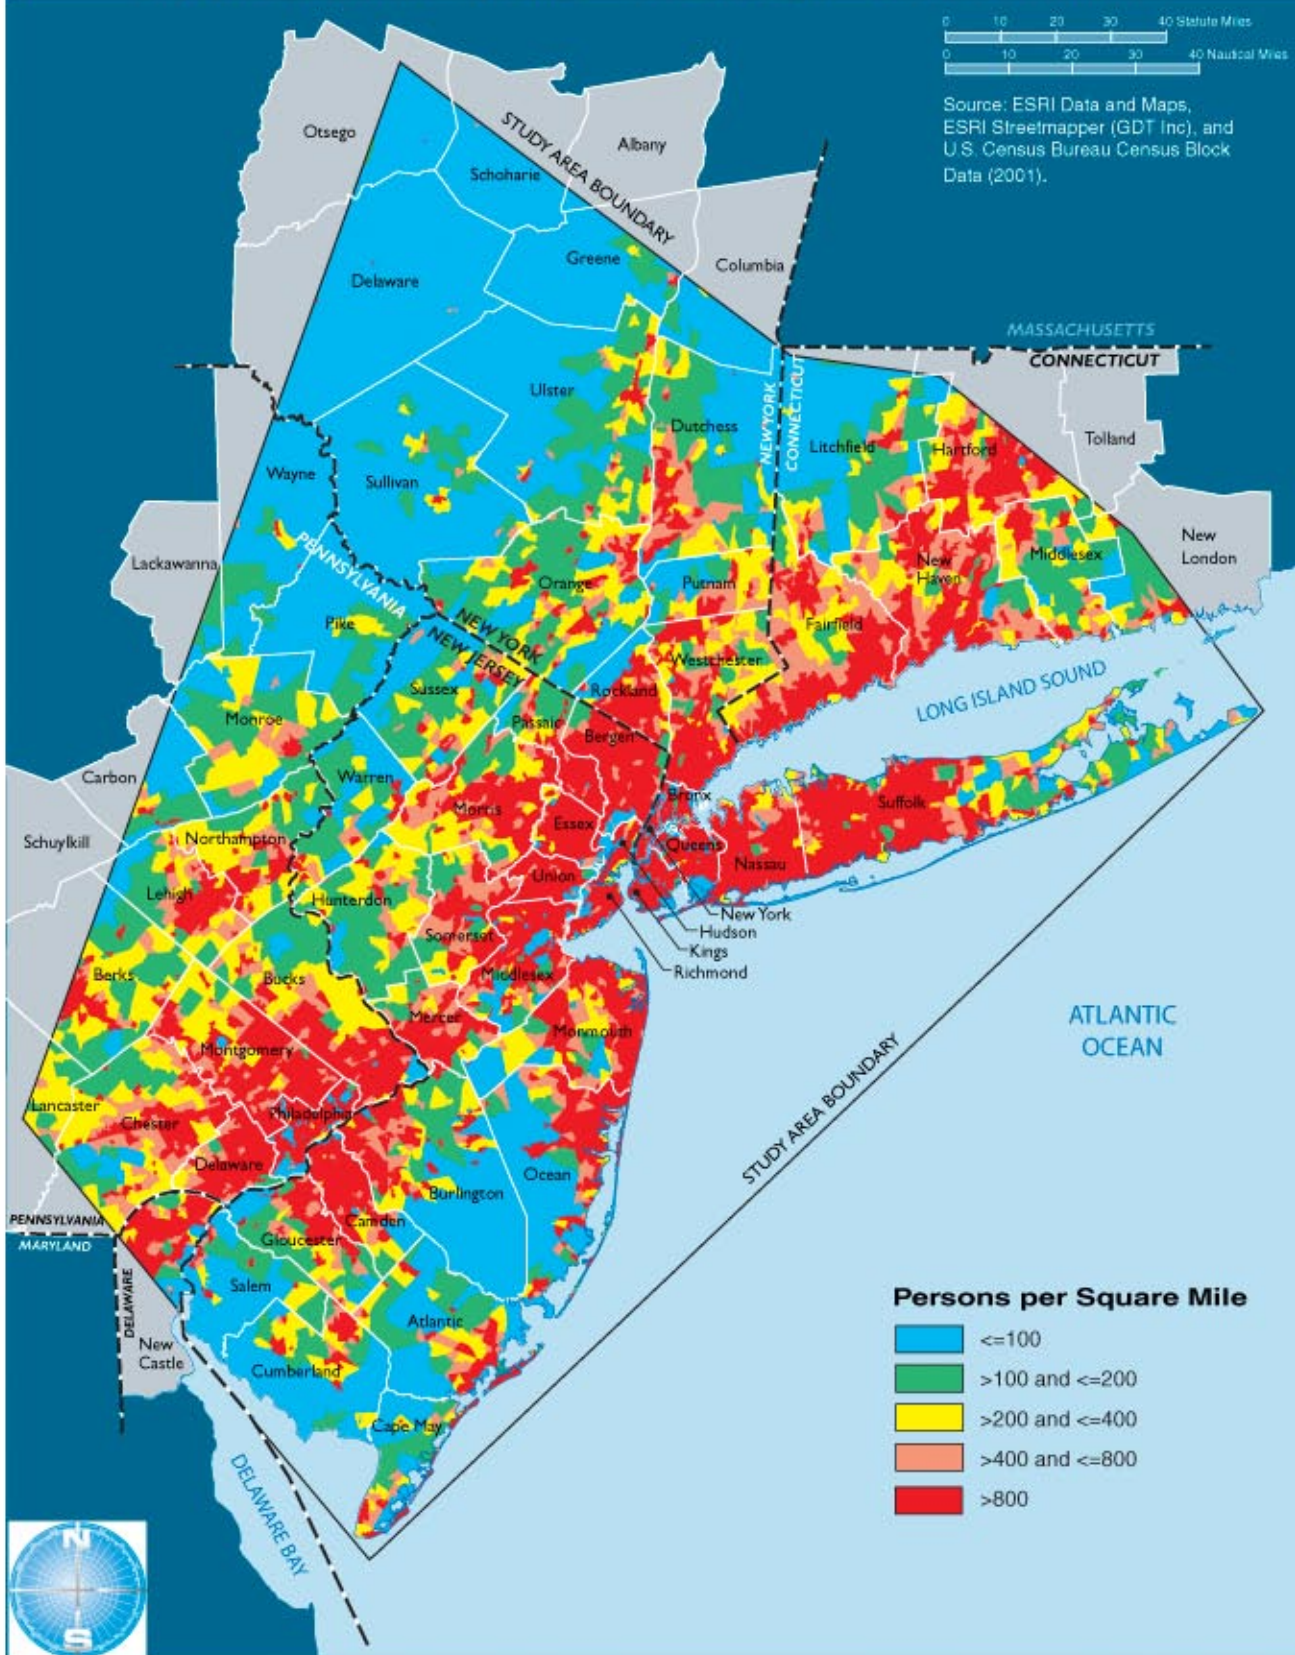 0 10 20 30 40 Statute Miles
0 10 20 30 40 Nautical Miles
Source: ESRI Data and Maps,
ESRI Streetmapper (GDT Inc), and
U.S. Census Bureau Census Block
Data (2001).
Otsego
Albany
STUDY AREA BOUNDARY
Schoharie
Greene
Columbia
Delaware
MASSACHUSETTS
CONNECTICUT
NEW YORK
CONNECTICUT
Ulster
Dutchess
Litchfield
Hartford
Tolland
Wayne
Sullivan
New
London
Lackawanna
PENNSYLVANIA
Orange
Putnam
New
Haven
Middlesex
Pike
NEW YORK
NEW JERSEY
Fairfield
Westchester
Sussex
Rockland
LONG ISLAND SOUND
Monroe
Passaic
Bergen
Carbon
Warren
Morris
Bronx
Suffolk
Schuylkill
Northampton
Essex
Queens
Nassau
Lehigh
Hunterdon
Union
New York
Hudson
Kings
Richmond
Somerset
Berks
Bucks
Middlesex
Mercer
Monmouth
ATLANTIC
OCEAN
Montgomery
STUDY AREA BOUNDARY
Lancaster
Chester
Philadelphia
Delaware
Ocean
Burlington
PENNSYLVANIA
MARYLAND
Camden
Gloucester
DELAWARE
Salem
Atlantic
New
Castle
Cumberland
Cape May
DELAWARE BAY
Persons per Square Mile
<=100
>100 and <=200
>200 and <=400
>400 and <=800
>800
N
S